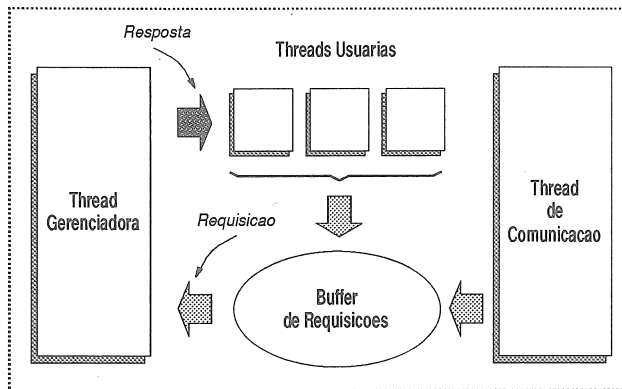 Resposta
Threads Usuarias
Thread
Gerenciadora
Requisicao
Thread
de
Comunicacao
Buffer
de Requisicoes